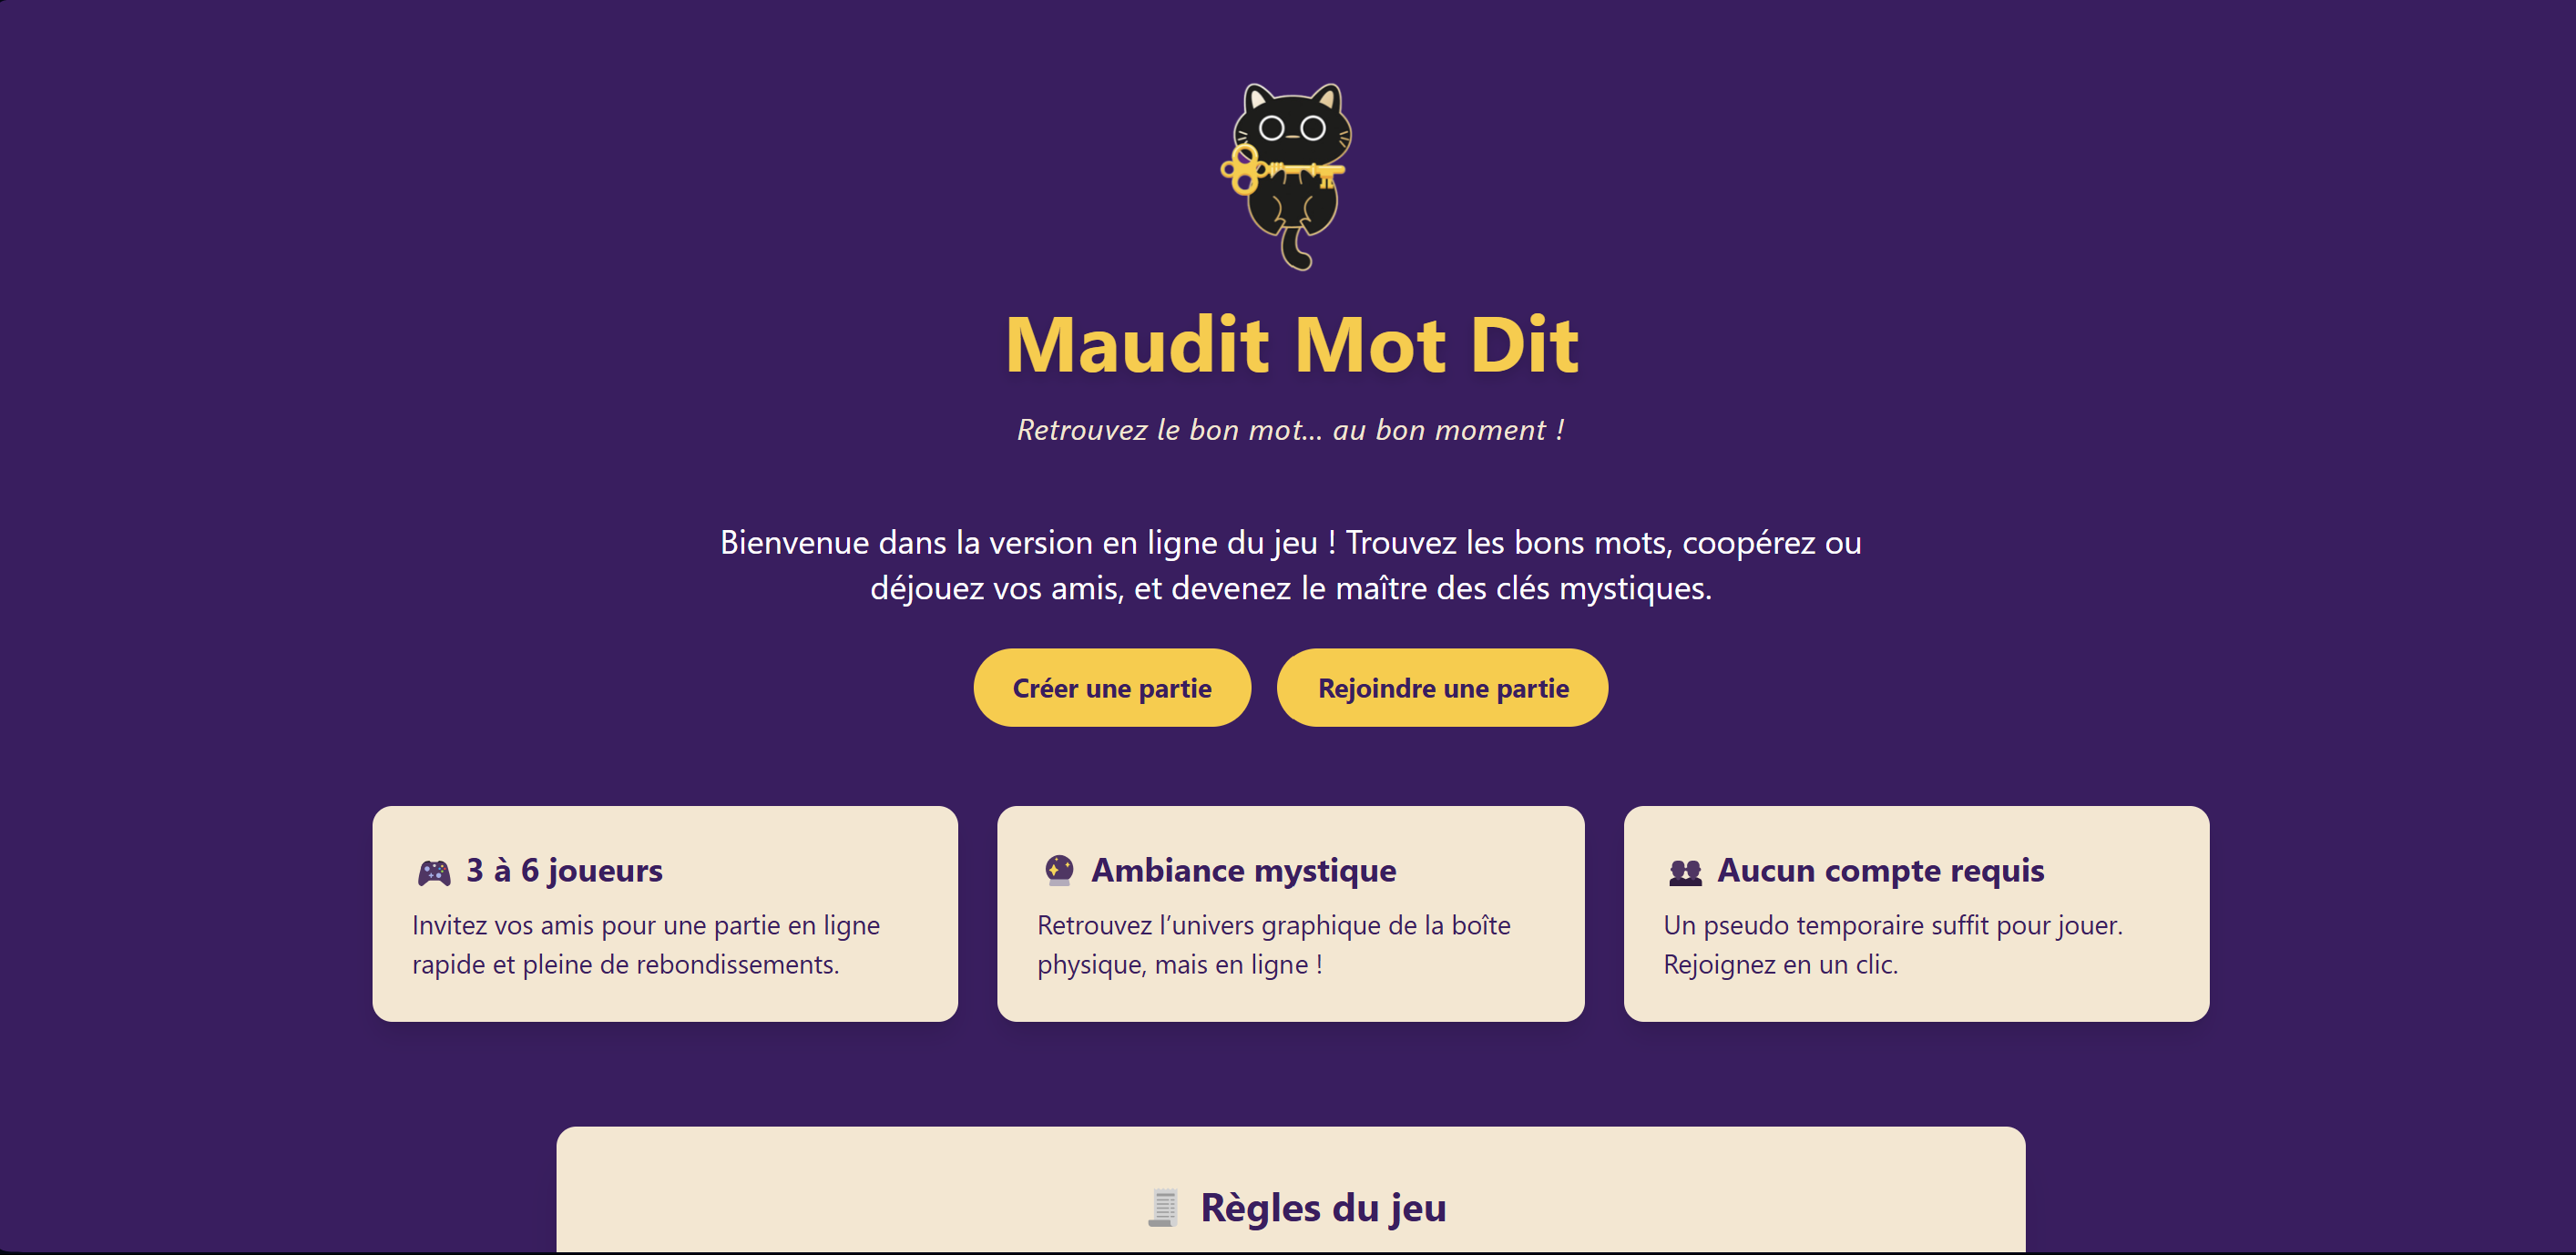 Maudit Mot Dit
Retrouvez le bon mot... au bon moment !
Bienvenue dans la version en ligne du jeu ! Trouvez les bons mots, coopérez ou
déjouez vos amis, et devenez le maître des clés mystiques.
Créer une partie
Rejoindre une partie
3 à 6 joueurs
Invitez vos amis pour une partie en ligne
rapide et pleine de rebondissements.
Ambiance mystique
Retrouvez l’univers graphique de la boîte
physique, mais en ligne !
Aucun compte requis
Un pseudo temporaire suffit pour jouer.
Rejoignez en un clic.
Règles du jeu